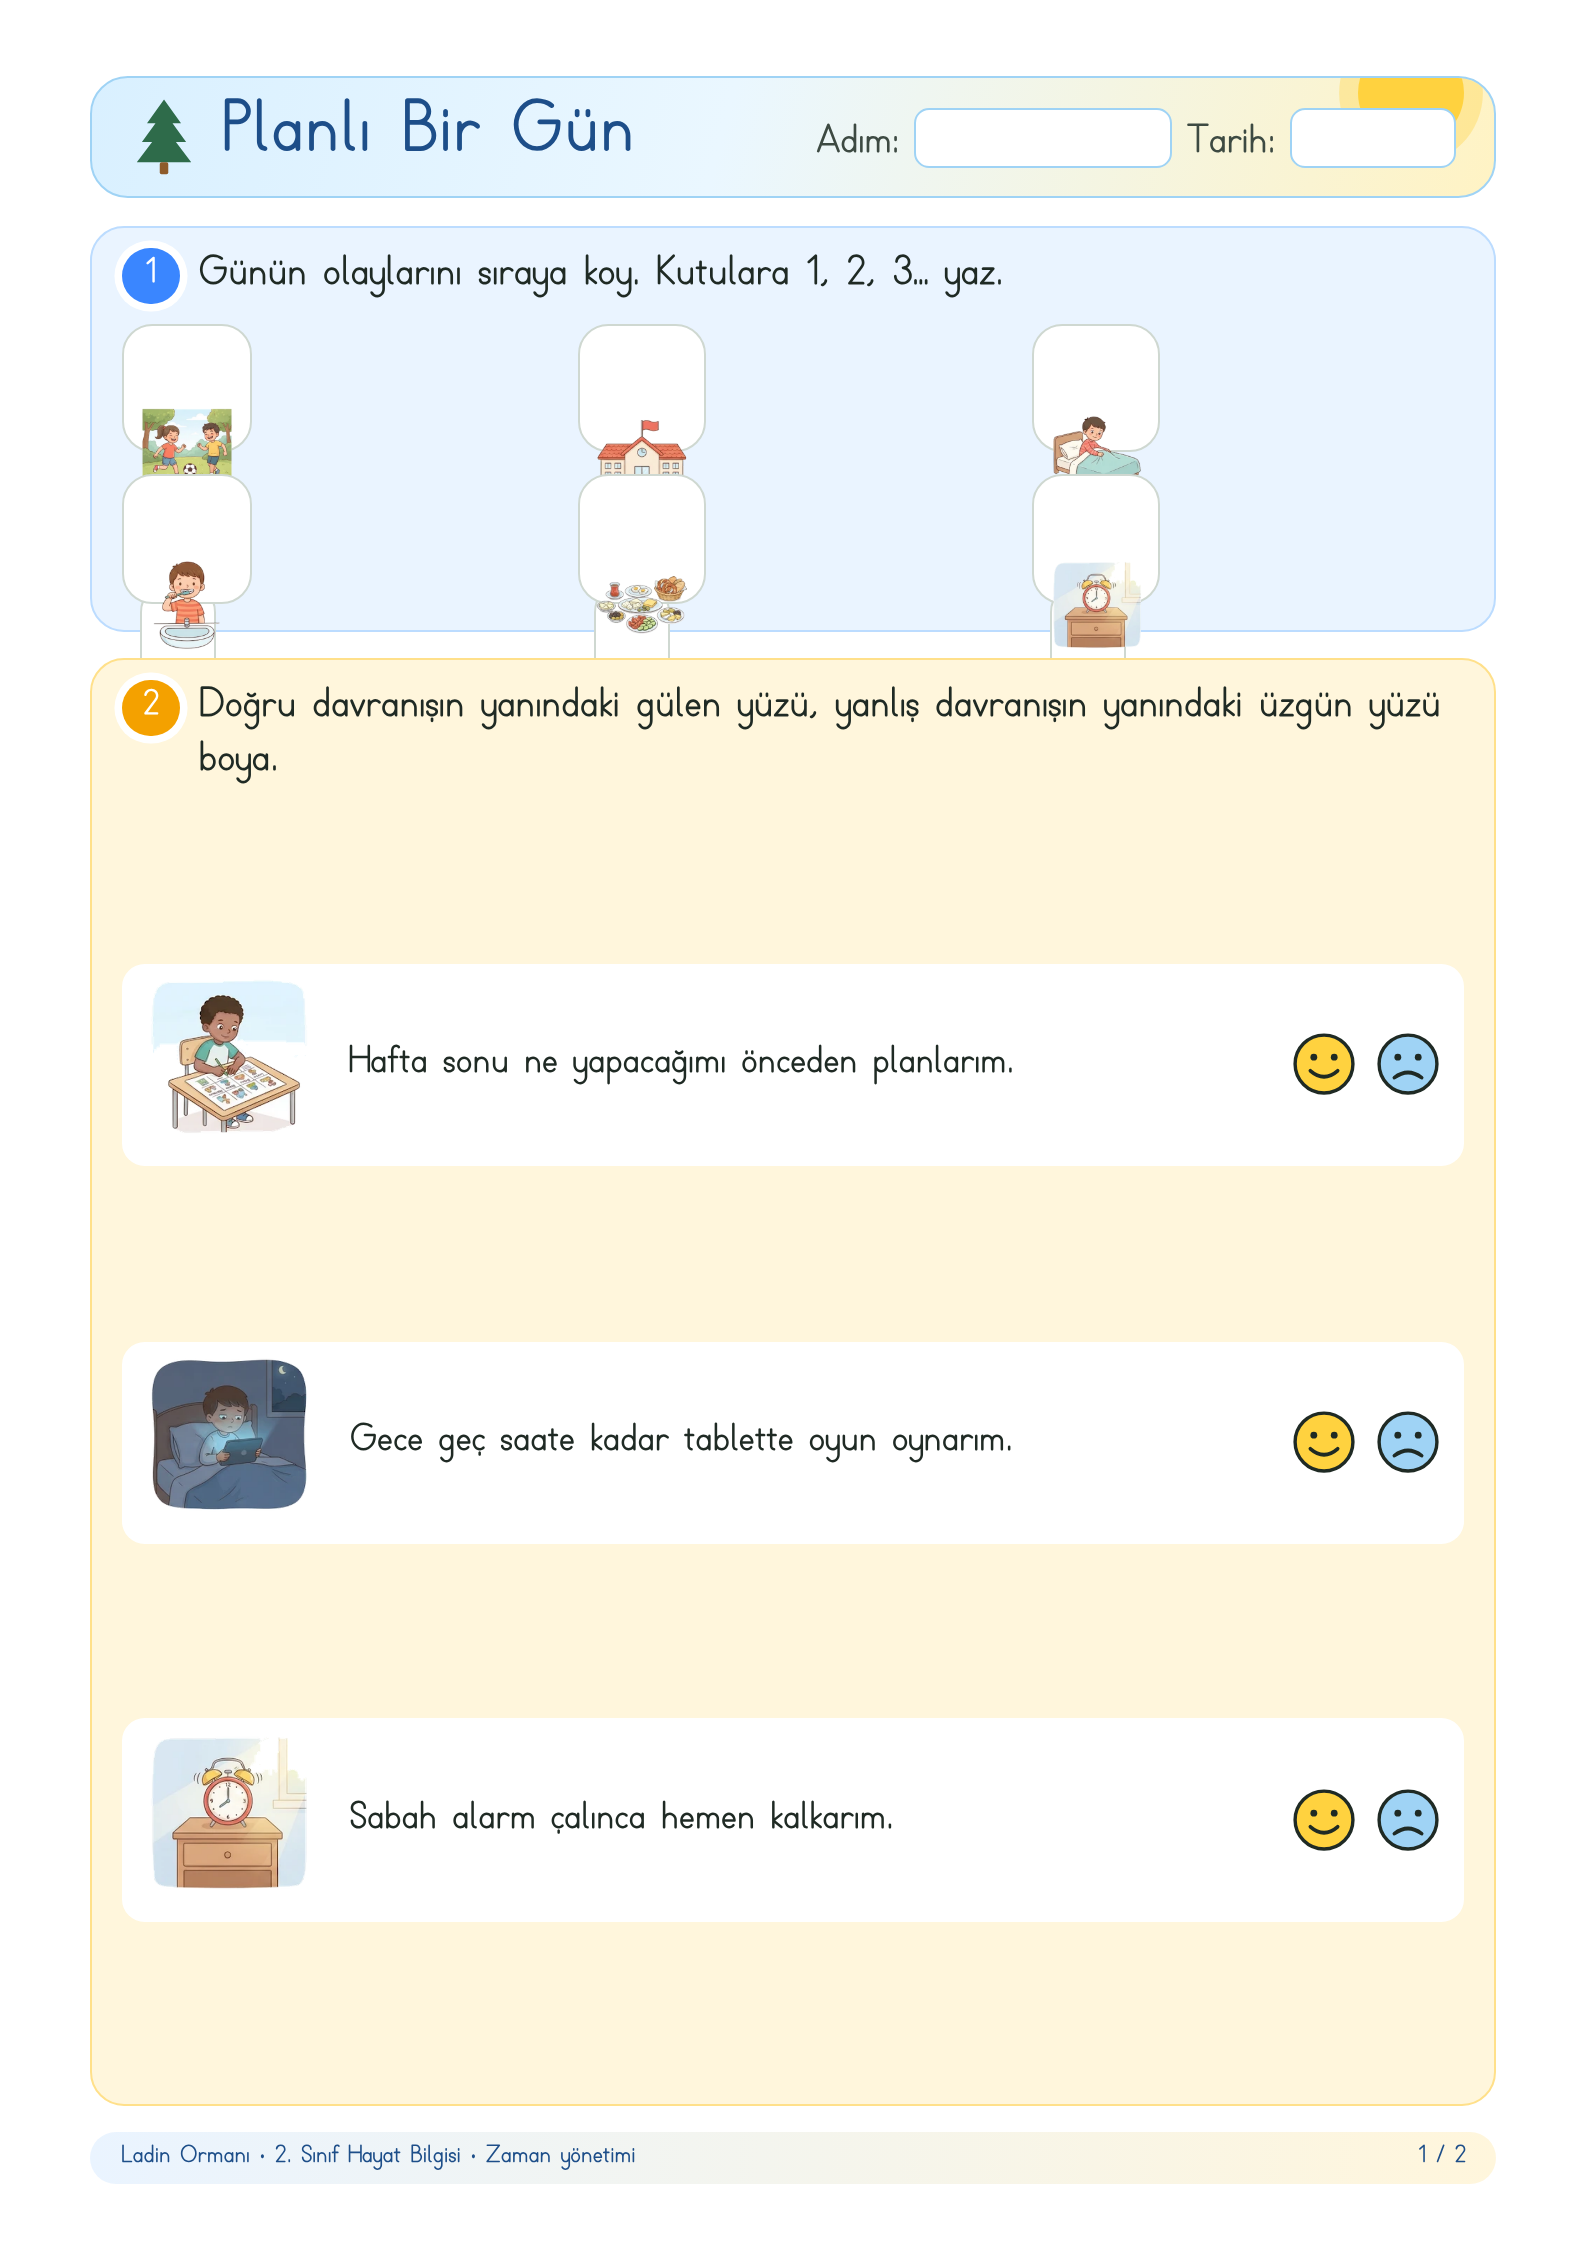 Planlı Bir Gün
Adım:
Tarih:
1
Günün olaylarını sıraya koy. Kutulara 1, 2, 3... yaz.
2
Doğru davranışın yanındaki gülen yüzü, yanlış davranışın yanındaki üzgün yüzü
boya.
Hafta sonu ne yapacağımı önceden planlarım.
Gece geç saate kadar tablette oyun oynarım.
Sabah alarm çalınca hemen kalkarım.
Ladin Ormanı • 2. Sınıf Hayat Bilgisi • Zaman yönetimi
1 / 2